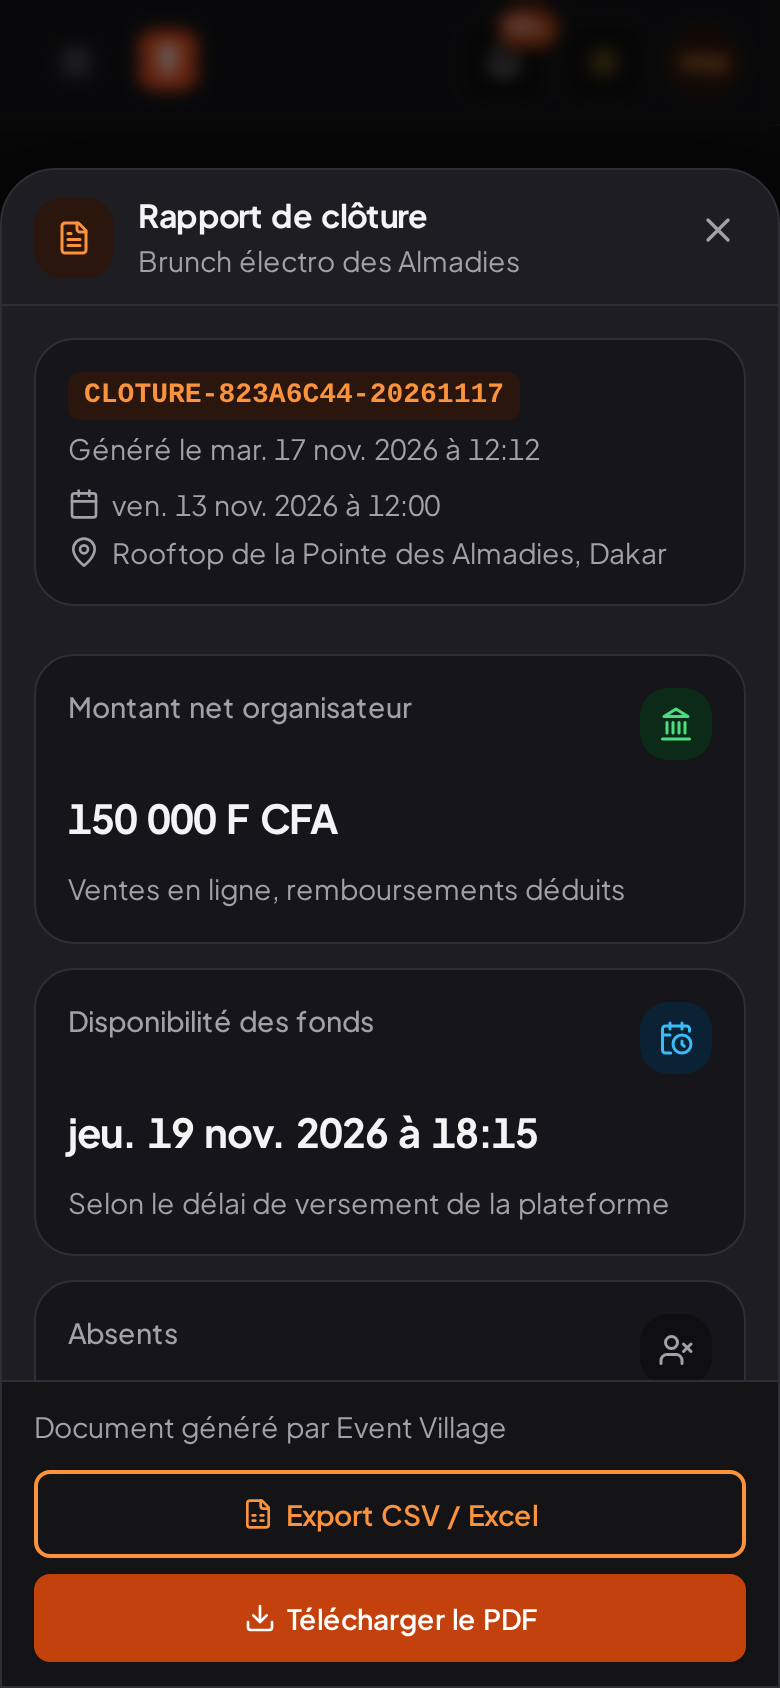 Rapport de clôture
Brunch électro des Almadies
CLOTURE-823A6C44-20261117
Généré le mar. 17 nov. 2026 à 12:12
ven. 13 nov. 2026 à 12:00
Rooftop de la Pointe des Almadies, Dakar
Montant net organisateur
150 000 F CFA
Ventes en ligne, remboursements déduits
Disponibilité des fonds
jeu. 19 nov. 2026 à 18:15
Selon le délai de versement de la plateforme
Absents
Document généré par Event Village
Export CSV / Excel
Télécharger le PDF